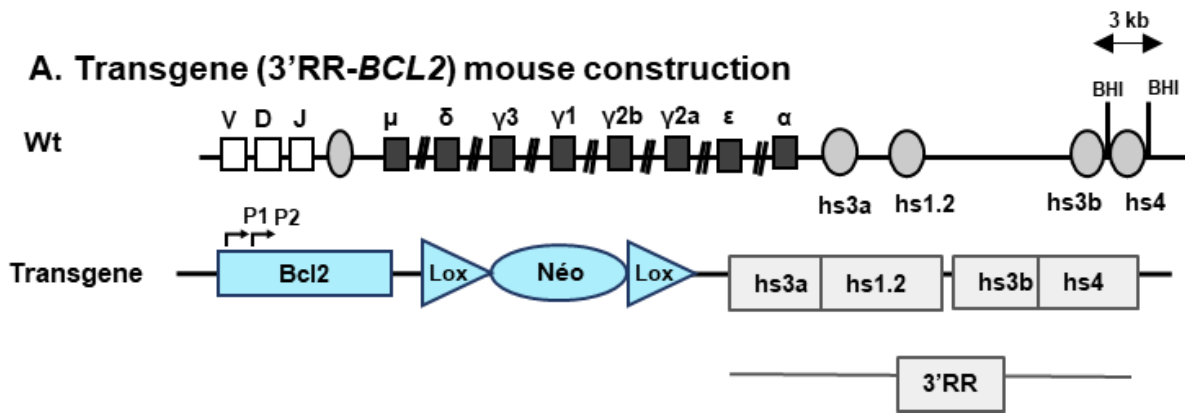 3 kb
A. Transgene (3'RR-BCL2) mouse construction
BHI BHI
V D J μ δ γ3 γ1 γ2b γ2a ε α
Wt
hs3a hs1.2 hs3b hs4
P1 P2
Transgene Bcl2 Lox Néo Lox hs3a hs1.2 hs3b hs4
3'RR